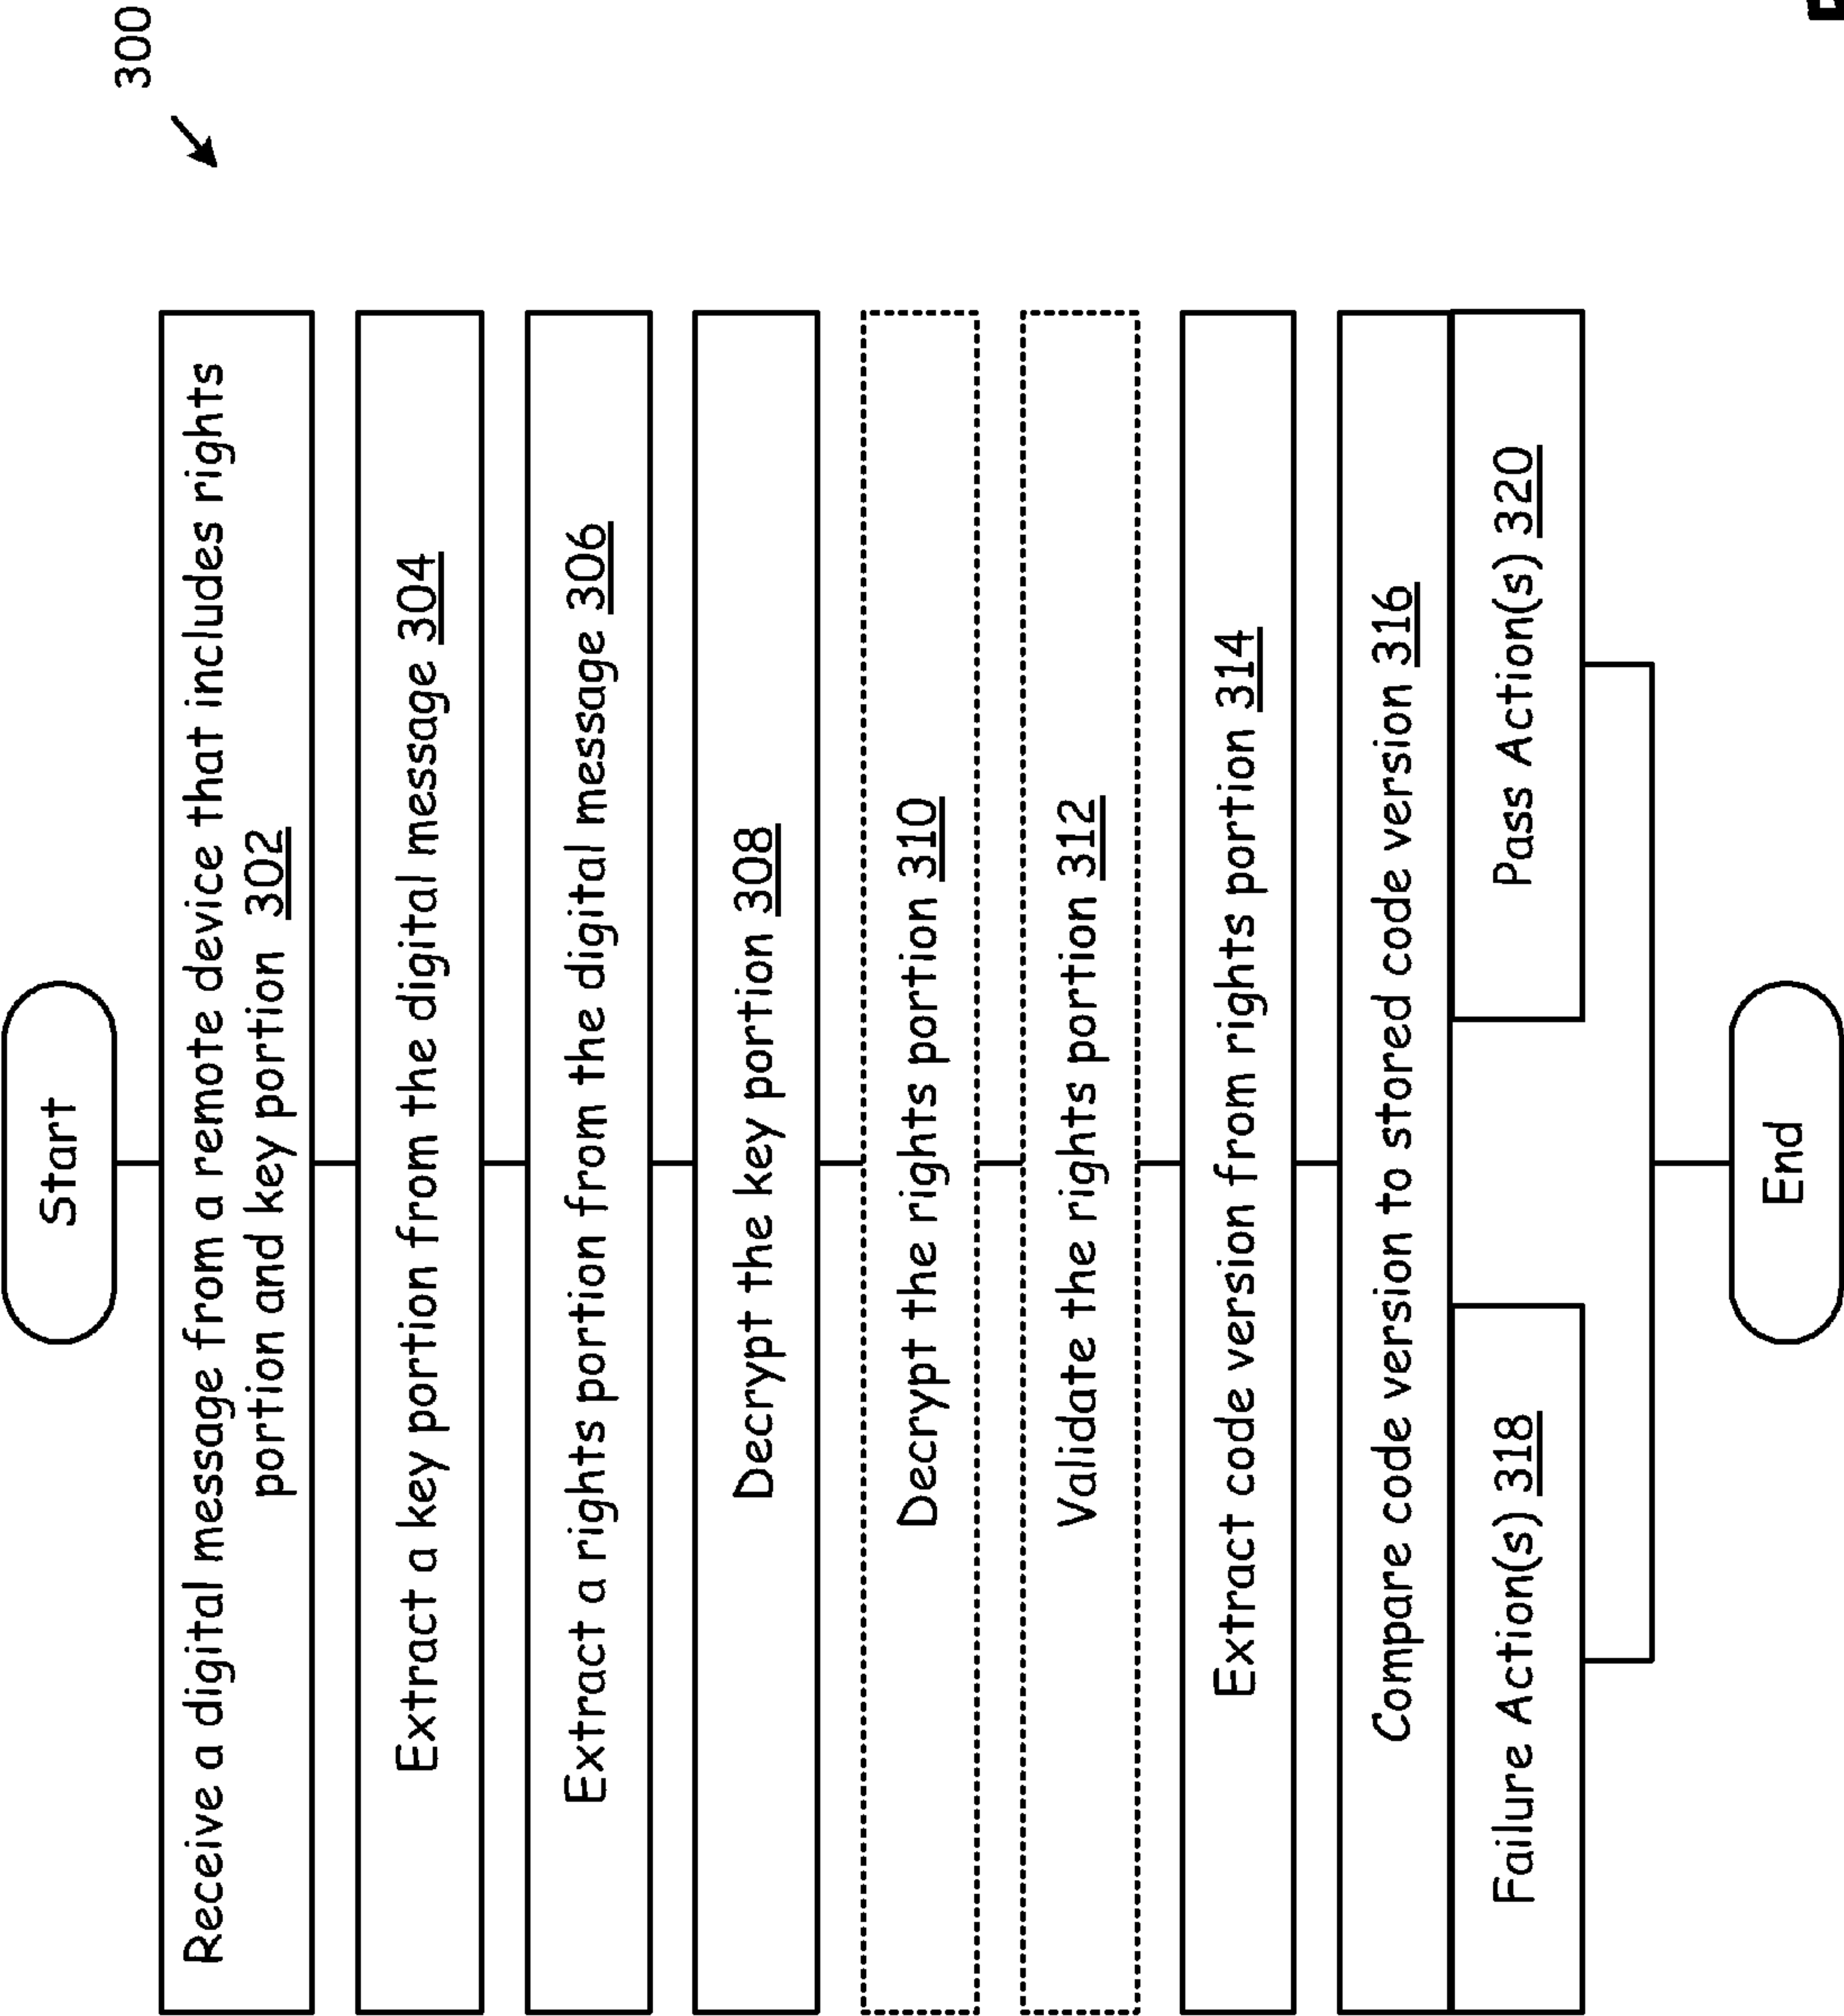 300
Start
Receive a digital message from a remote device that includes rights
portion and key portion 302
Extract a key portion from the digital message 304
Extract a rights portion from the digital message 306
Decrypt the key portion 308
Decrypt the rights portion 310
Validate the rights portion 312
Extract code version from rights portion 314
Compare code version to stored code version 316
Failure Action(s) 318
Pass Action(s) 320
End